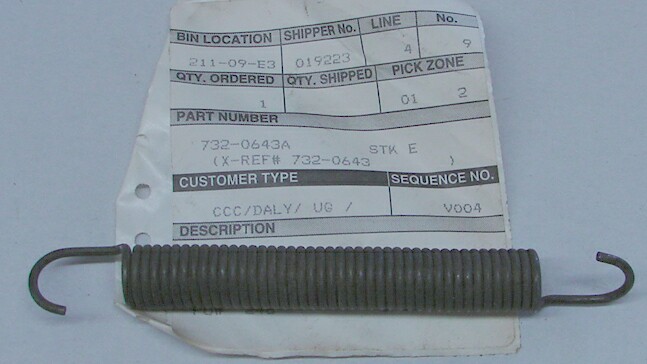 BIN LOCATION SHIPPER No. LINE No.
211-09-E3 019223 4 9
QTY. ORDERED QTY. SHIPPED PICK ZONE
1 01 2
PART NUMBER
732-0643A STK E
(X-REF# 732-0643 )
CUSTOMER TYPE SEQUENCE NO.
CCC/DALY/ UG / V004
DESCRIPTION